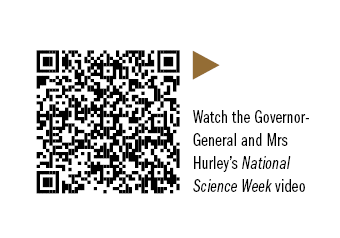 Watch the Governor-
General and Mrs
Hurley's National
Science Week video